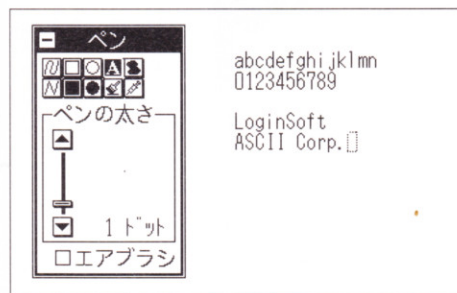 ペン
A
ペンの太さ
1 ドット
エアブラシ
abcdefghijklmn
0123456789
LoginSoft
ASCII Corp.